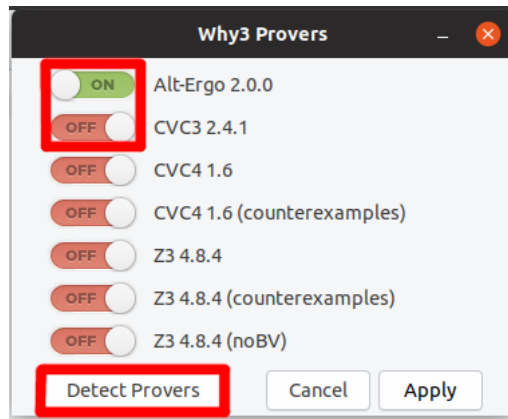 Why3 Provers
ON Alt-Ergo 2.0.0
OFF CVC3 2.4.1
OFF CVC4 1.6
OFF CVC4 1.6 (counterexamples)
OFF Z3 4.8.4
OFF Z3 4.8.4 (counterexamples)
OFF Z3 4.8.4 (noBV)
Detect Provers Cancel Apply